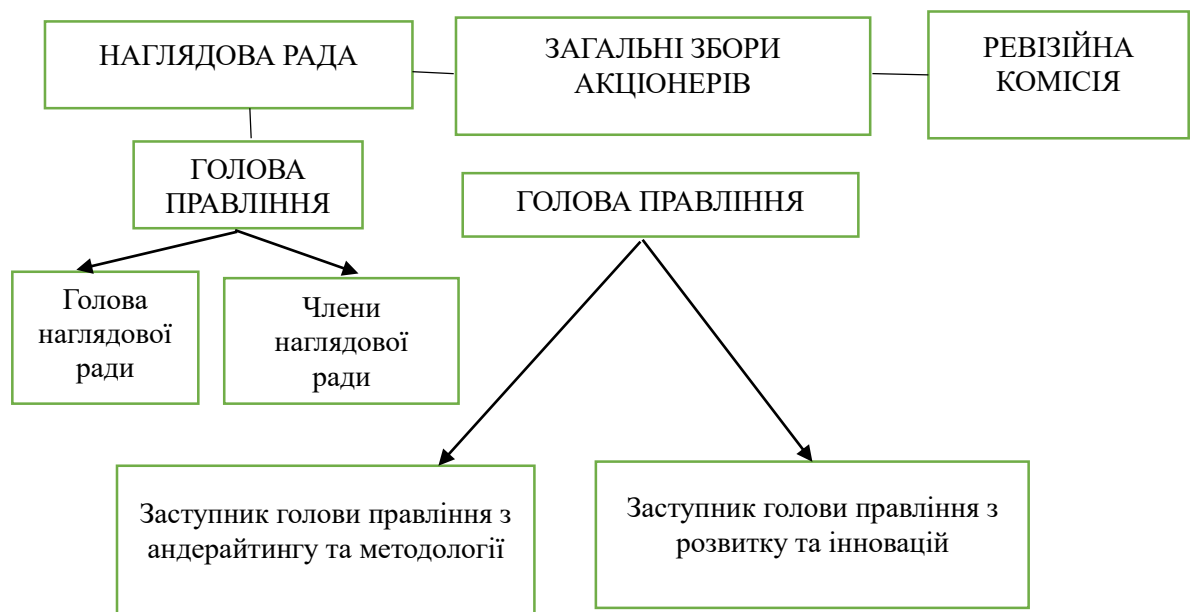 НАГЛЯДОВА РАДА
ЗАГАЛЬНІ ЗБОРИ
АКЦІОНЕРІВ
РЕВІЗІЙНА
КОМІСІЯ
ГОЛОВА
ПРАВЛІННЯ
ГОЛОВА ПРАВЛІННЯ
Голова
наглядової
ради
Члени
наглядової
ради
Заступник голови правління з
андерайтингу та методології
Заступник голови правління з
розвитку та інновацій